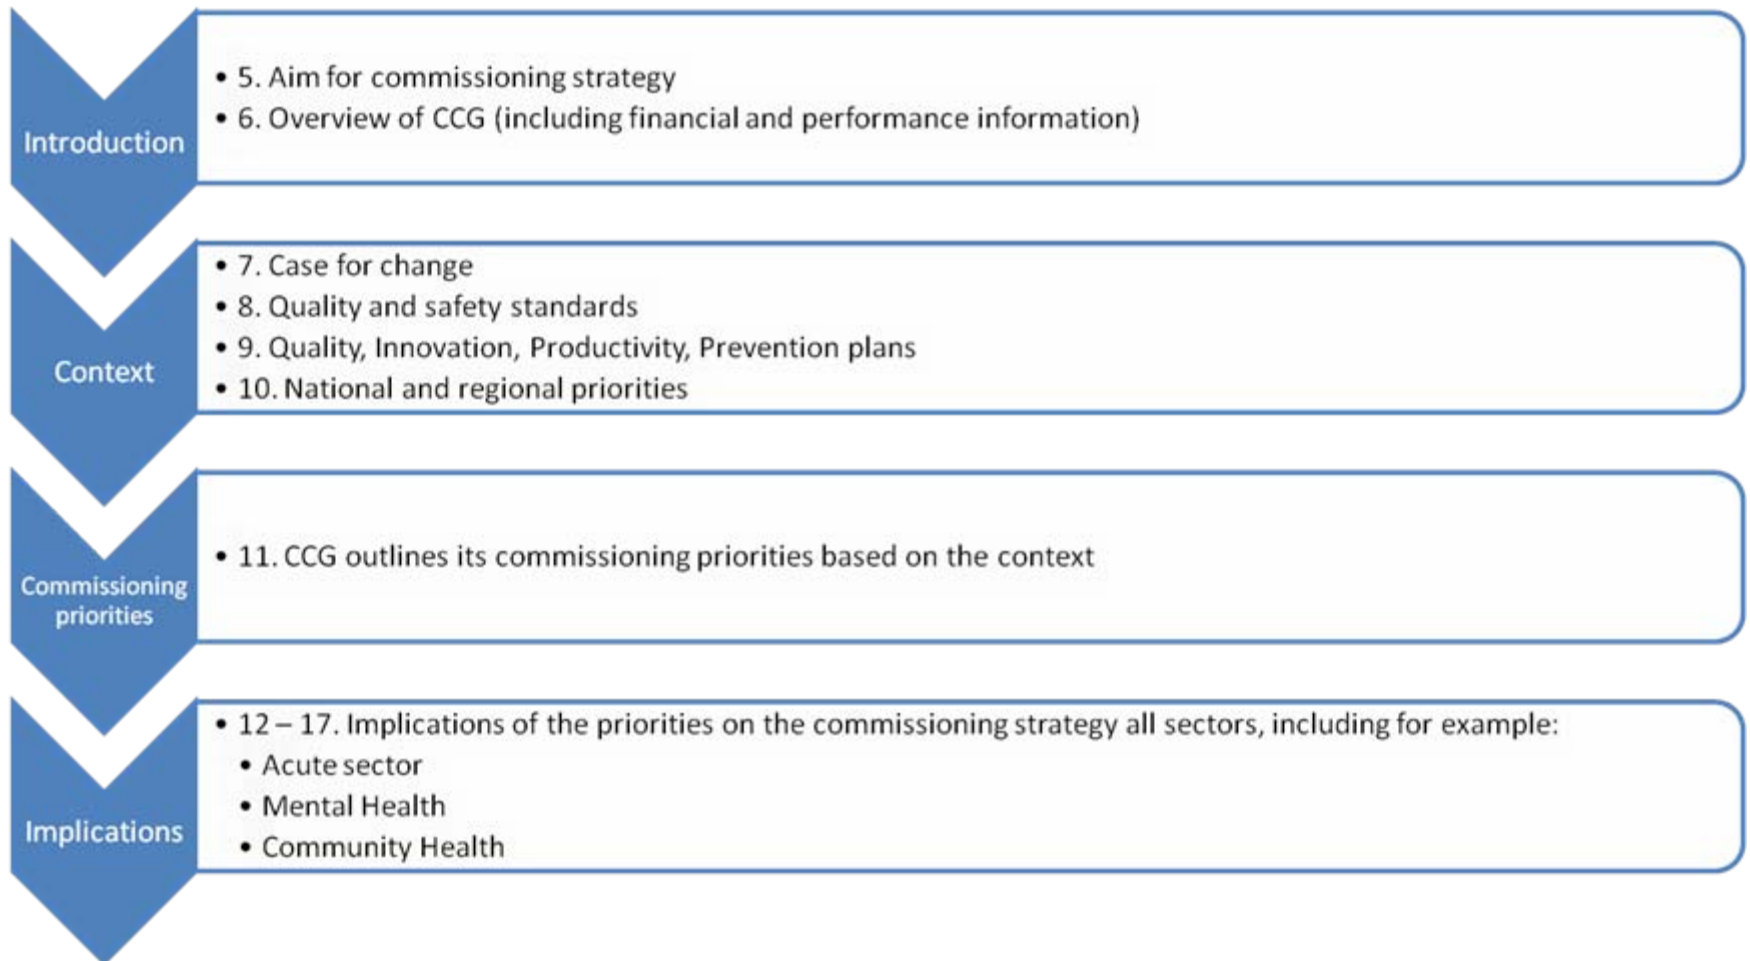 Introduction
• 5. Aim for commissioning strategy
• 6. Overview of CCG (including financial and performance information)
Context
• 7. Case for change
• 8. Quality and safety standards
• 9. Quality, Innovation, Productivity, Prevention plans
• 10. National and regional priorities
Commissioning
priorities
• 11. CCG outlines its commissioning priorities based on the context
Implications
• 12 – 17. Implications of the priorities on the commissioning strategy all sectors, including for example:
• Acute sector
• Mental Health
• Community Health